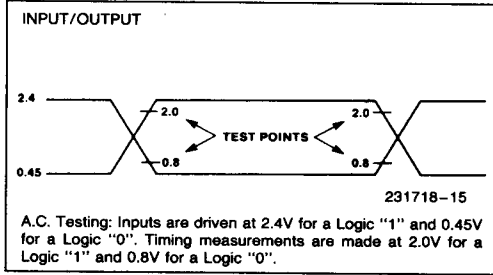 INPUT/OUTPUT
2.4
2.0
2.0
TEST POINTS
0.8
0.8
0.45
231718–15
A.C. Testing: Inputs are driven at 2.4V for a Logic "1" and 0.45V
for a Logic "0". Timing measurements are made at 2.0V for a
Logic "1" and 0.8V for a Logic "0".